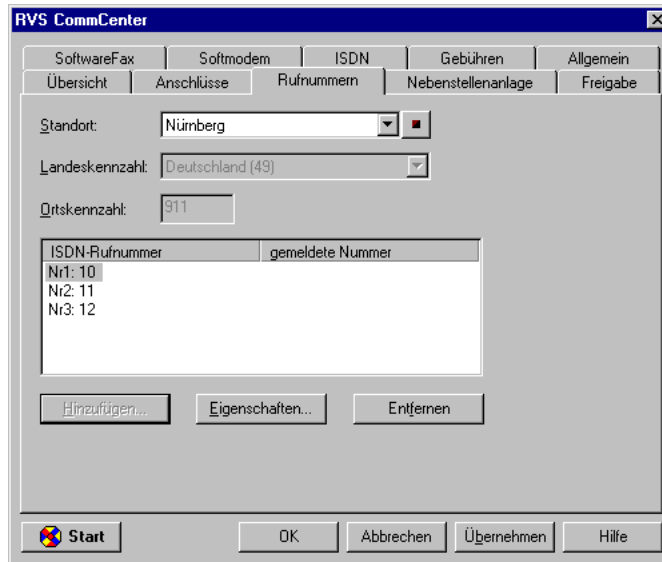 RVS CommCenter
SoftwareFax Softmodem ISDN Gebühren Allgemein
Übersicht Anschlüsse Rufnummern Nebenstellenanlage Freigabe
Standort: Nürnberg
Landeskennzahl: Deutschland (49)
Ortskennzahl: 911
ISDN-Rufnummer gemeldete Nummer
Nr1: 10
Nr2: 11
Nr3: 12
Hinzufügen... Eigenschaften... Entfernen
Start OK Abbrechen Übernehmen Hilfe